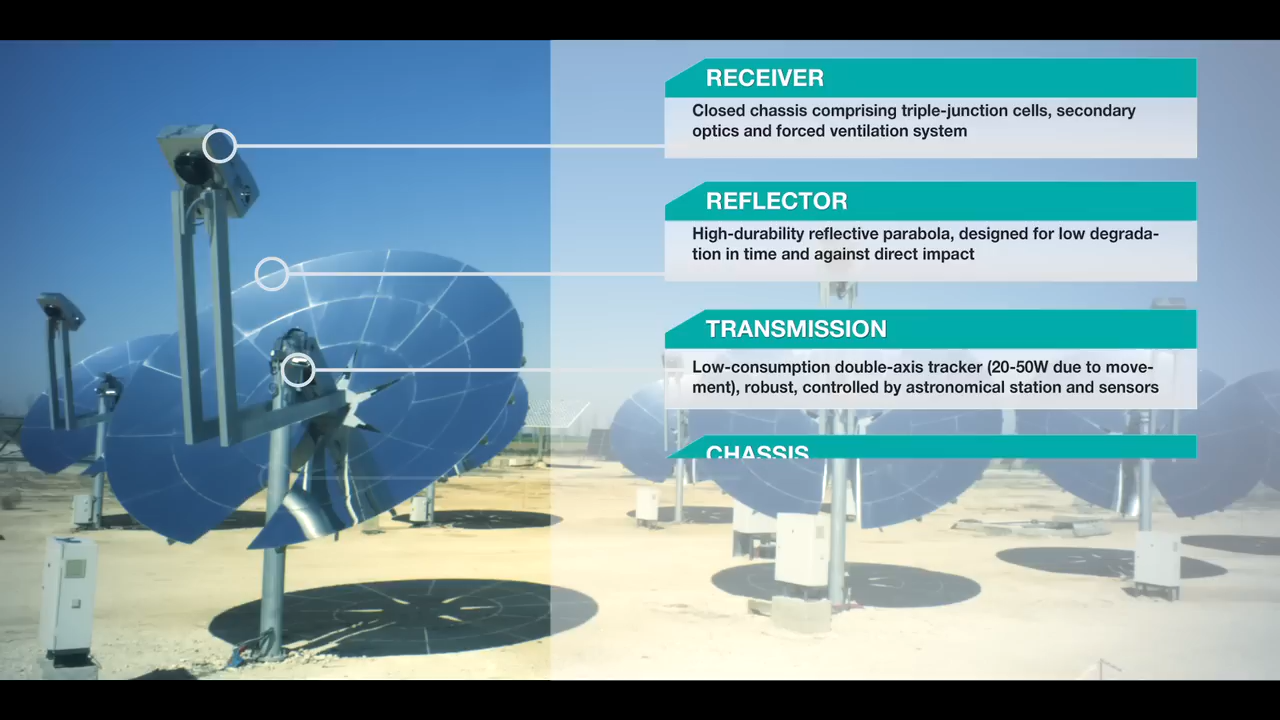 RECEIVER
Closed chassis comprising triple-junction cells, secondary
optics and forced ventilation system
REFLECTOR
High-durability reflective parabola, designed for low degrada-
tion in time and against direct impact
TRANSMISSION
Low-consumption double-axis tracker (20-50W due to move-
ment), robust, controlled by astronomical station and sensors
CHASSIS